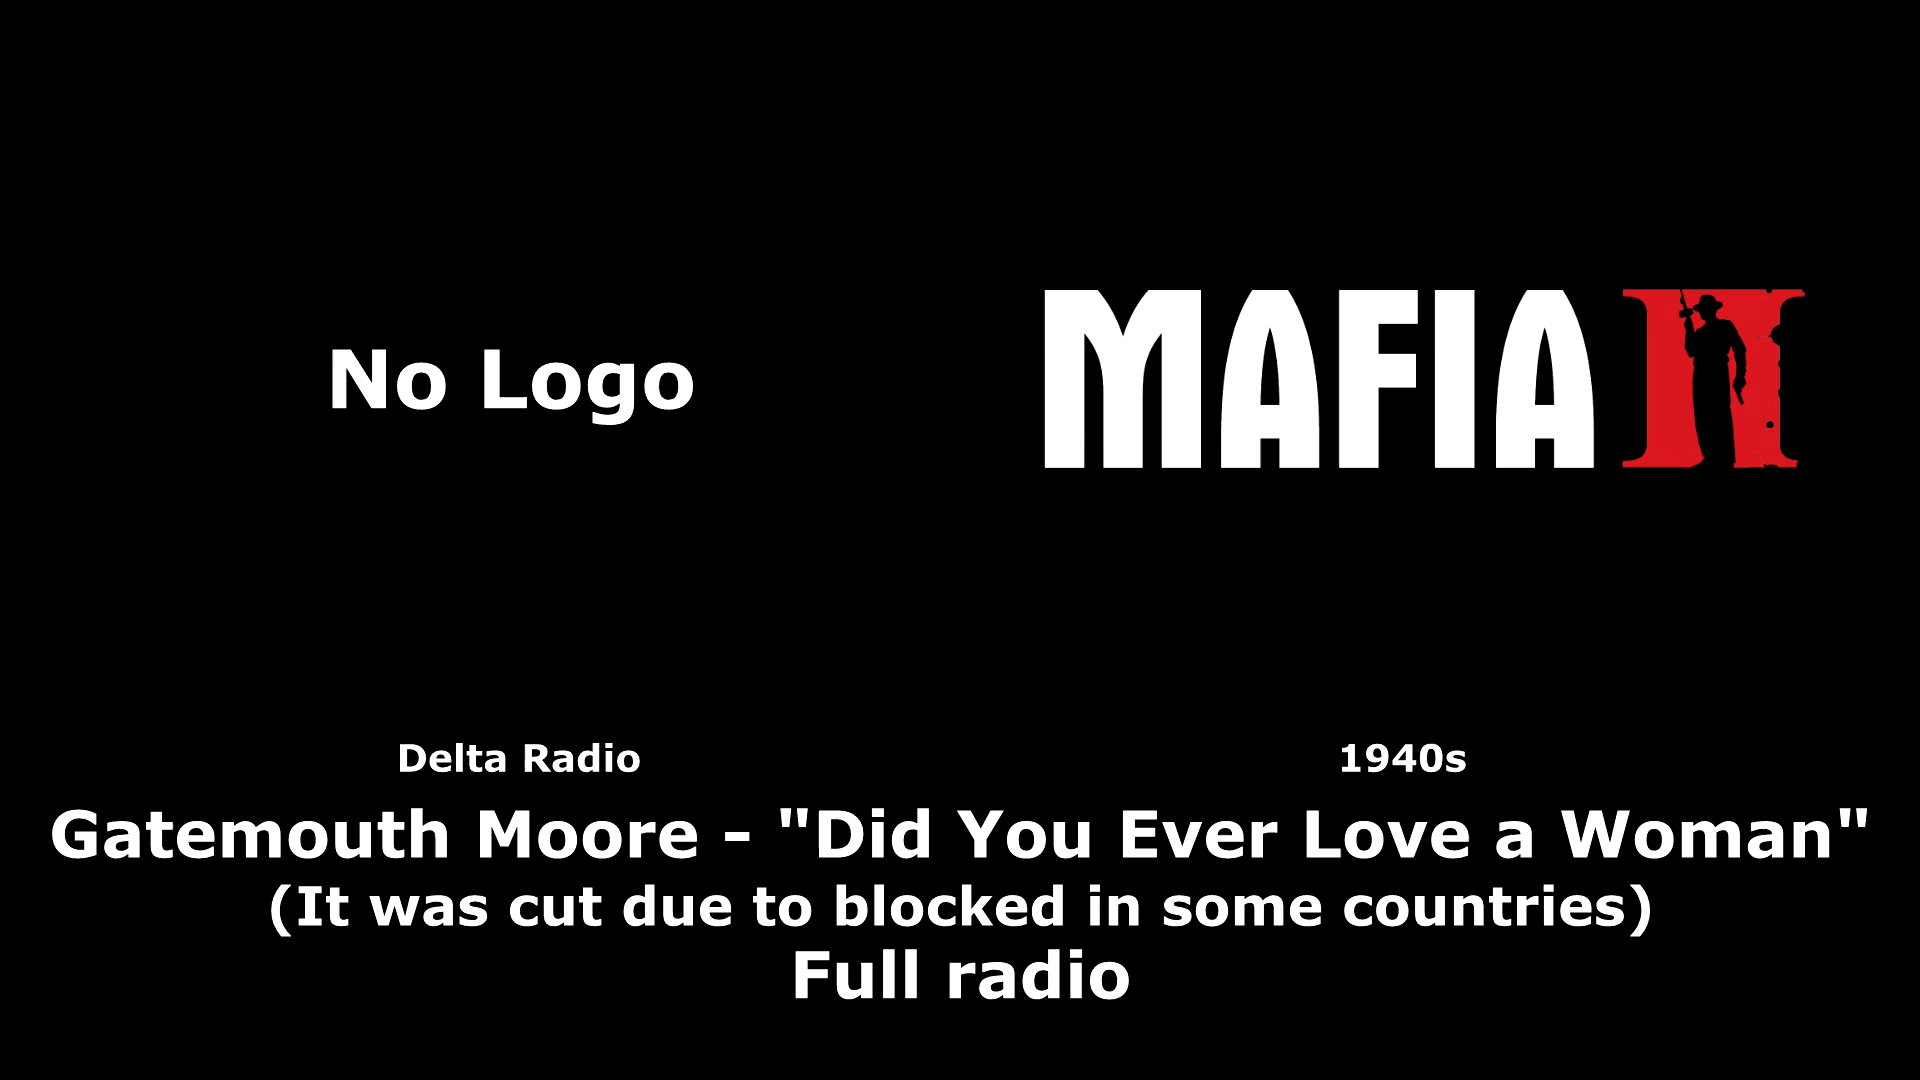 No Logo
MAFIA II
Delta Radio
1940s
Gatemouth Moore - "Did You Ever Love a Woman"
(It was cut due to blocked in some countries)
Full radio